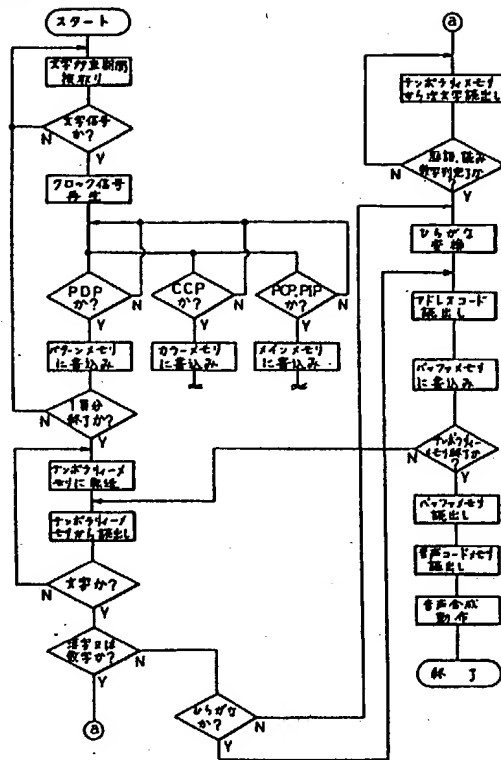 スタート
文字多重期間
抜取り
文字信号
か?
N
Y
クロック信号
再生
PDP
か?
N
Y
CCP
か?
N
Y
PCP,PIP
か?
N
Y
パターンメモリ
に書込み
カラーメモリ
に書込み
メインメモリ
に書込み
1頁分
終了か?
N
Y
テンポラリィーメ
モリに転送
テンポラリィーメ
モリから読出し
文字か?
N
Y
漢字又は
数字か?
N
Y
ⓐ
ひらがな
か?
N
Y
ⓐ
テンポラリィメモリ
から次文字読出し
数字判定了か
?
N
Y
ひらがな
変換
アドレスコード
読出し
バッファメモリ
に書込み
テンポラリィー
メモリ終了か
?
N
Y
バッファメモリ
読出し
音声コードメモリ
読出し
音声合成
動作
終了